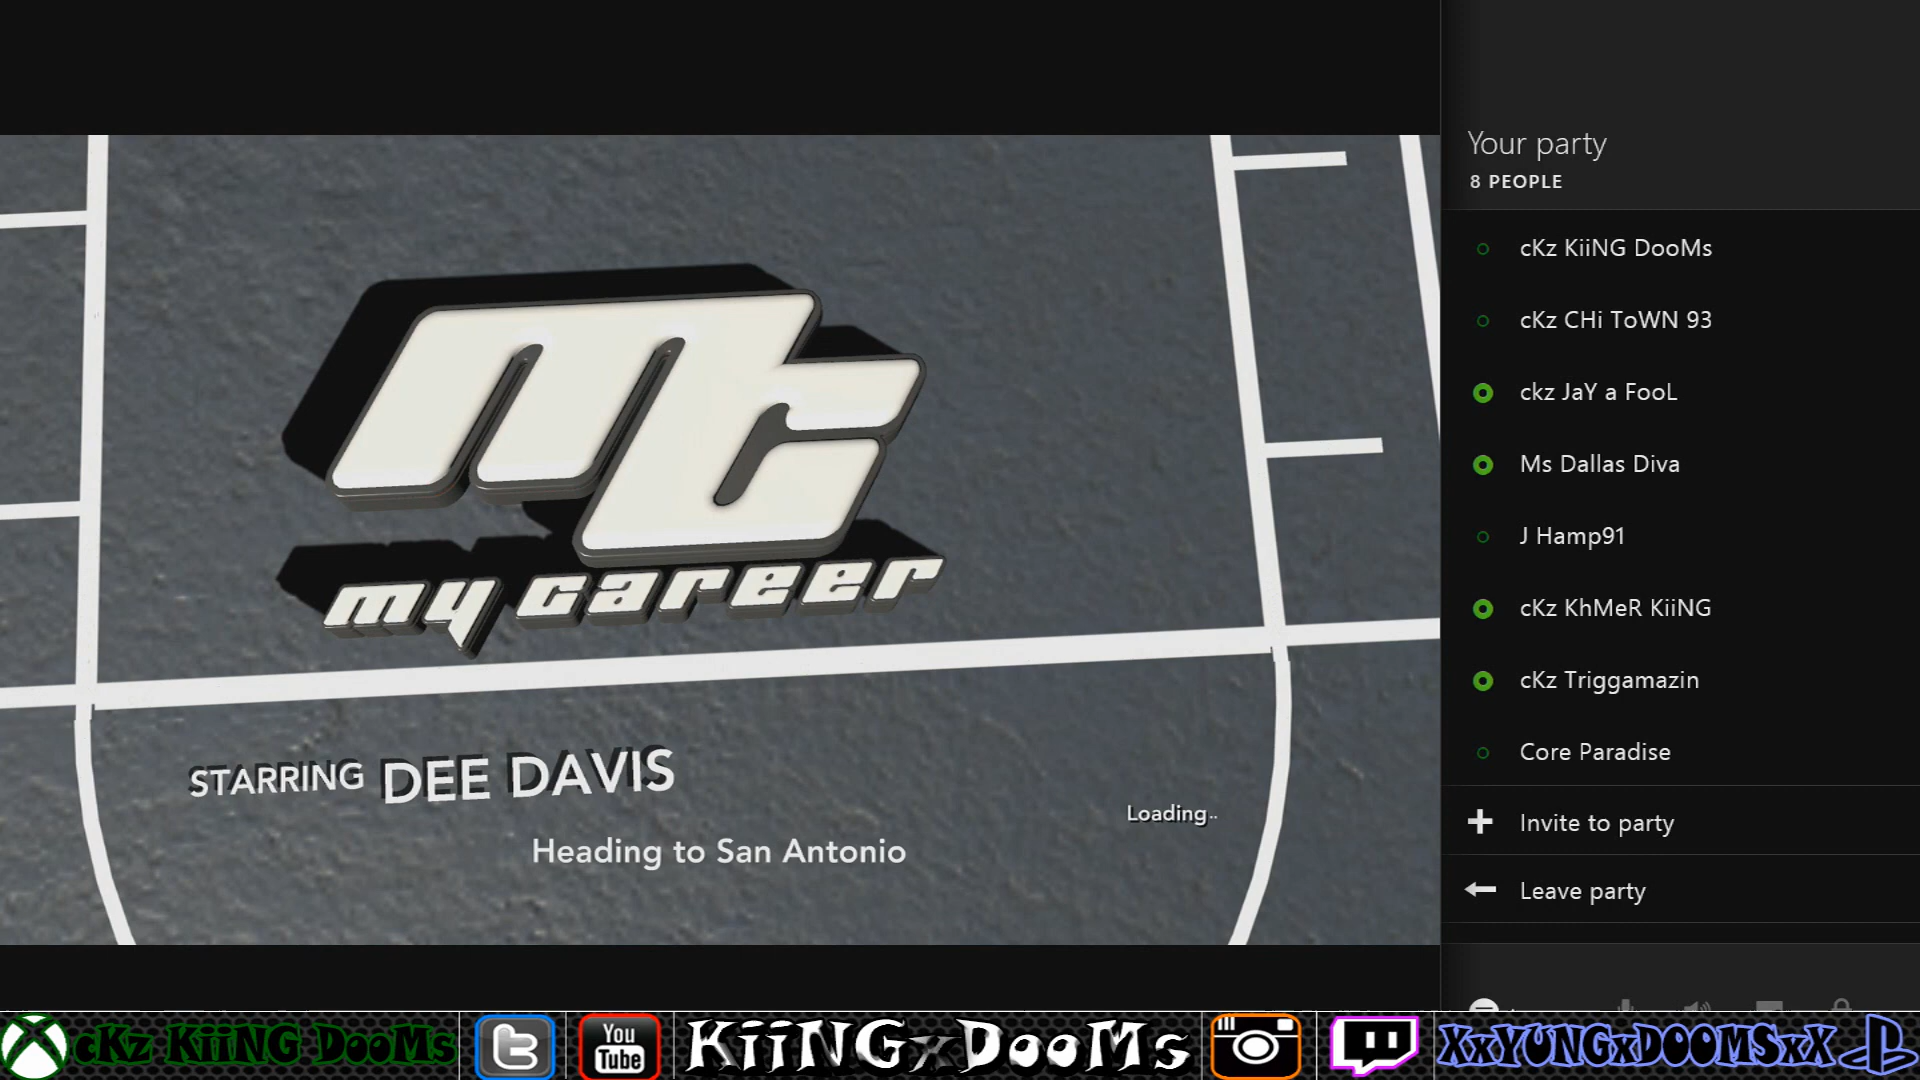 mc
my career
STARRING DEE DAVIS
Loading..
Heading to San Antonio
Your party
8 PEOPLE
cKz KiiNG DooMs
cKz CHi ToWN 93
ckz JaY a FooL
Ms Dallas Diva
J Hamp91
cKz KhMeR KiiNG
cKz Triggamazin
Core Paradise
Invite to party
Leave party
cKz KiiNG DooMs
You
Tube
KiiNGxDooMs
XxYUNGxDOOMSxX